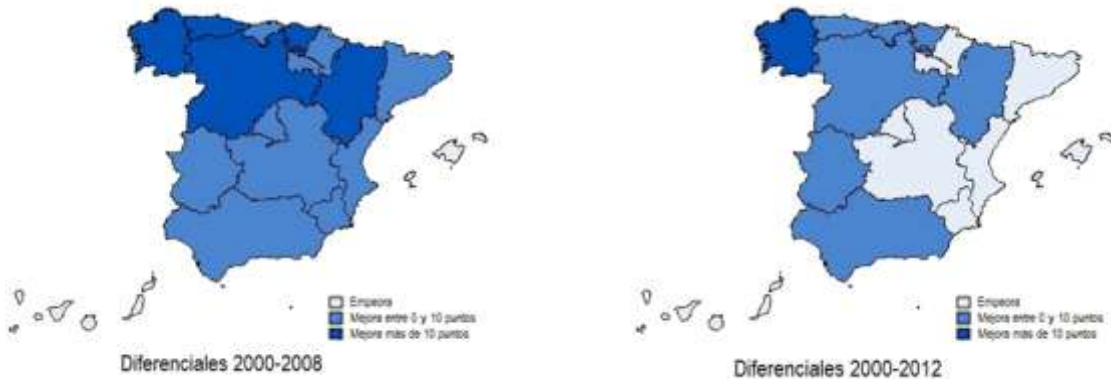 Empeora
Mejora entre 0 y 10 puntos
Mejora más de 10 puntos
Diferenciales 2000-2008
Empeora
Mejora entre 0 y 10 puntos
Mejora más de 10 puntos
Diferenciales 2000-2012